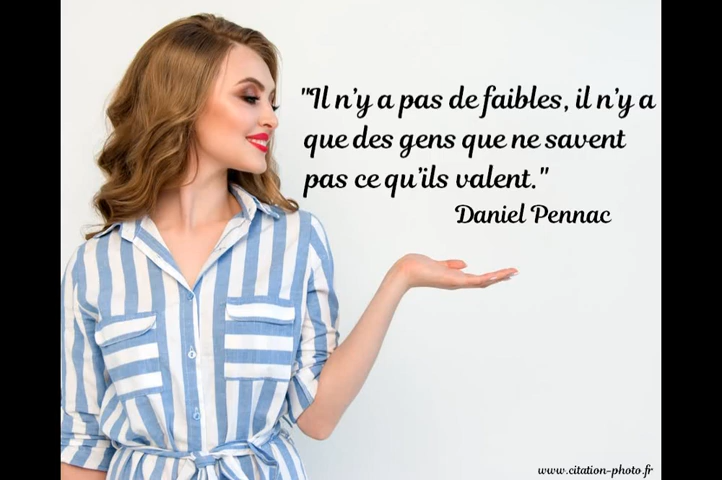 "Il n'y a pas de faibles, il n'y a
que des gens que ne savent
pas ce qu'ils valent."
Daniel Pennac
www.citation-photo.fr